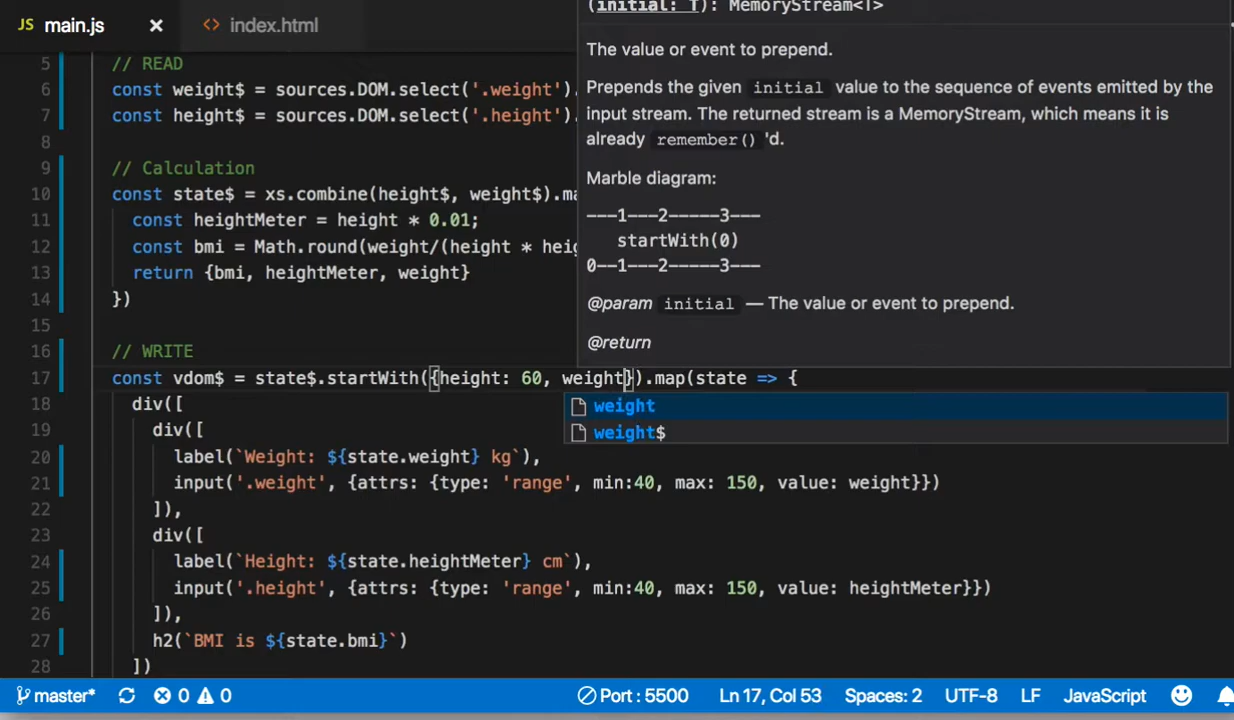 JS main.js × <> index.html
(initial: T): MemoryStream<T>
The value or event to prepend.
Prepends the given initial value to the sequence of events emitted by the
input stream. The returned stream is a MemoryStream, which means it is
already remember() 'd.
Marble diagram:
---1---2-----3---
startWith(0)
0--1---2-----3---
@param initial — The value or event to prepend.
@return
5 // READ
6 const weight$ = sources.DOM.select('.weight').
7 const height$ = sources.DOM.select('.height').
8
9 // Calculation
10 const state$ = xs.combine(height$, weight$).ma
11 const heightMeter = height * 0.01;
12 const bmi = Math.round(weight/(height * hei
13 return {bmi, heightMeter, weight}
14 })
15
16 // WRITE
17 const vdom$ = state$.startWith({height: 60, weight}).map(state => {
weight
weight$
18 div([
19 div([
20 label(`Weight: ${state.weight} kg`),
21 input('.weight', {attrs: {type: 'range', min:40, max: 150, value: weight}})
22 ]),
23 div([
24 label(`Height: ${state.heightMeter} cm`),
25 input('.height', {attrs: {type: 'range', min:40, max: 150, value: heightMeter}})
26 ]),
27 h2(`BMI is ${state.bmi}`)
28 ])
master* 0 0 Port : 5500 Ln 17, Col 53 Spaces: 2 UTF-8 LF JavaScript